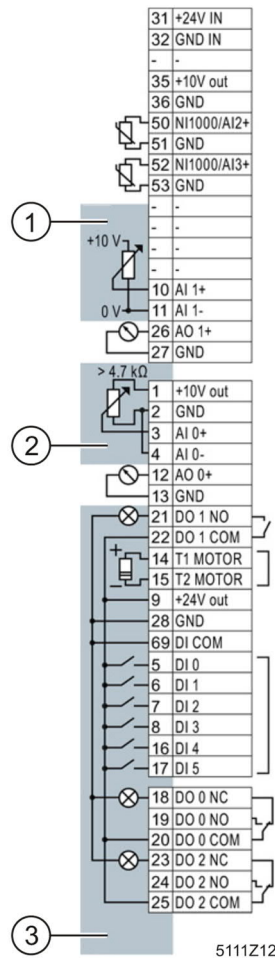 31 +24V IN
32 GND IN
- -
35 +10V out
36 GND
50 NI1000/AI2+
51 GND
52 NI1000/AI3+
53 GND
- -
1
- -
+10 V
- -
- -
10 AI 1+
0 V 11 AI 1-
26 AO 1+
27 GND
> 4.7 kΩ
1 +10V out
2 GND
2
3 AI 0+
4 AI 0-
12 AO 0+
13 GND
21 DO 1 NO
22 DO 1 COM
+
14 T1 MOTOR
−
15 T2 MOTOR
9 +24V out
28 GND
69 DI COM
5 DI 0
6 DI 1
7 DI 2
8 DI 3
16 DI 4
17 DI 5
18 DO 0 NC
19 DO 0 NO
20 DO 0 COM
23 DO 2 NC
24 DO 2 NO
25 DO 2 COM
3
5111Z12